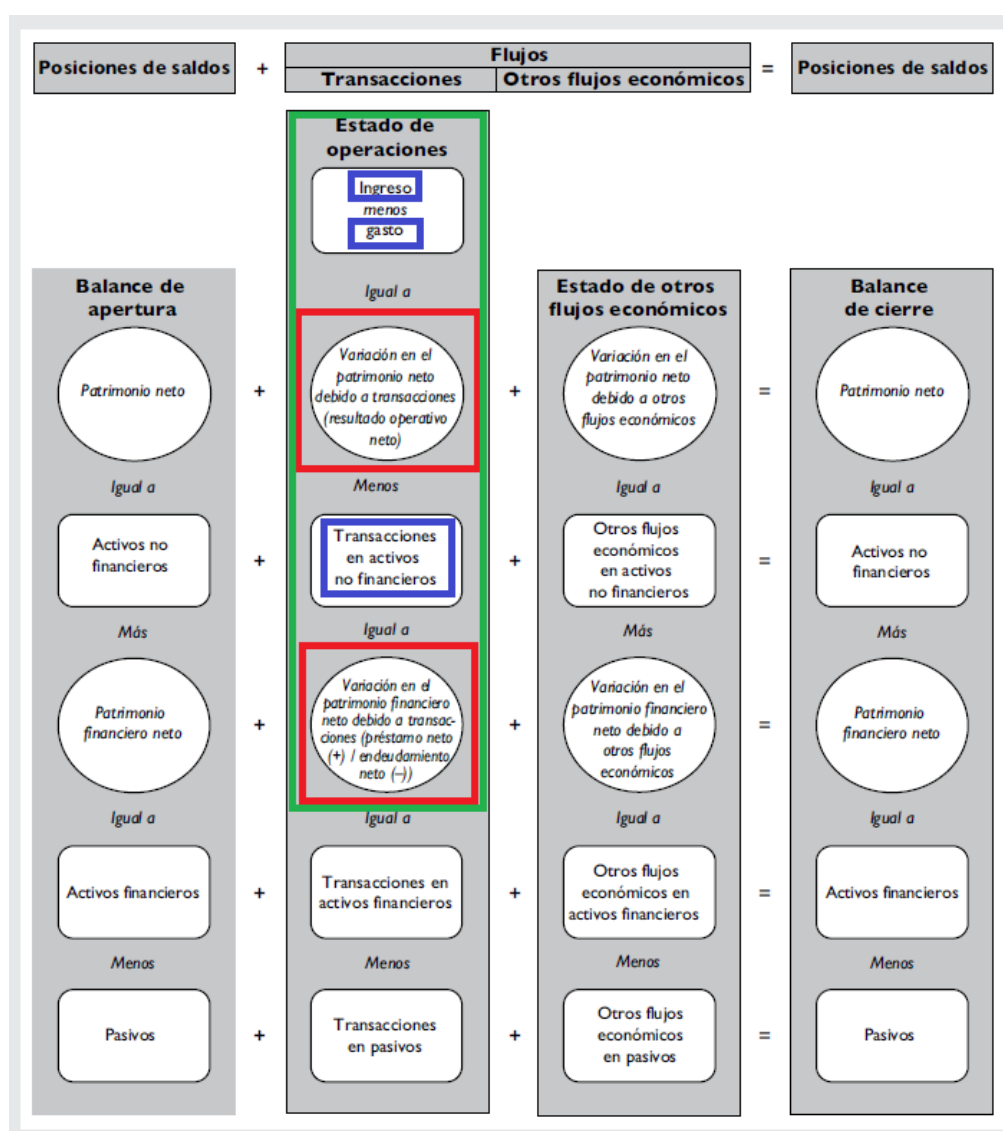 Posiciones de saldos
+
Flujos
Transacciones
Otros flujos económicos
=
Posiciones de saldos
Estado de
operaciones
Ingreso
menos
gasto
Igual a
Balance de
apertura
Estado de otros
flujos económicos
Balance
de cierre
Patrimonio neto
+
Variación en el
patrimonio neto
debido a transacciones
(resultado operativo
neto)
+
Variación en el
patrimonio neto
debido a otros
flujos económicos
=
Patrimonio neto
Igual a
Menos
Igual a
Igual a
Activos no
financieros
+
Transacciones
en activos
no financieros
+
Otros flujos
económicos
en activos
no financieros
=
Activos no
financieros
Más
Igual a
Más
Más
Patrimonio
financiero neto
+
Variación en el
patrimonio financiero
neto debido a transac-
ciones (préstamo neto
(+) / endeudamiento
neto (–))
+
Variación en el
patrimonio financiero
neto debido a
otros flujos
económicos
=
Patrimonio
financiero neto
Igual a
Igual a
Igual a
Igual a
Activos financieros
+
Transacciones en
activos financieros
+
Otros flujos
económicos en
activos financieros
=
Activos financieros
Menos
Menos
Menos
Menos
Pasivos
+
Transacciones
en pasivos
+
Otros flujos
económicos
en pasivos
=
Pasivos